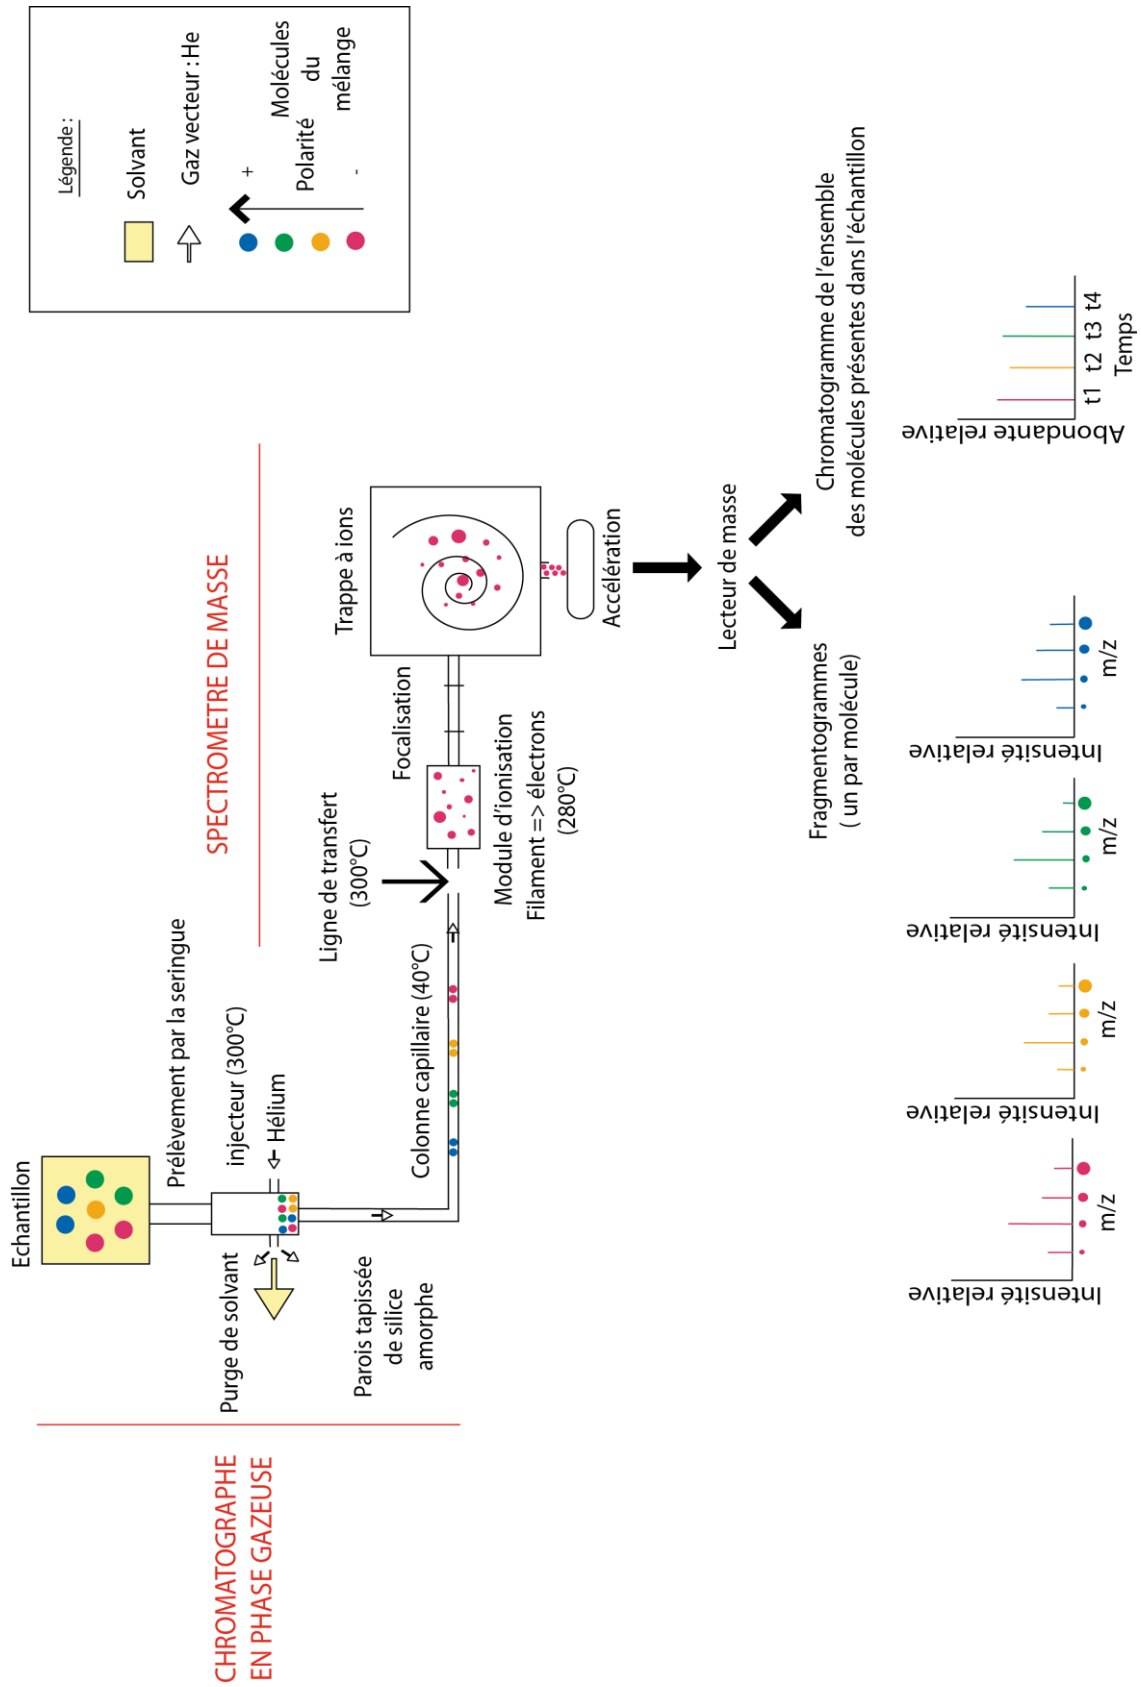 CHROMATOGRAPHE
EN PHASE GAZEUSE
SPECTROMETRE DE MASSE
Echantillon
Prélèvement par la seringue
injecteur (300°C)
Hélium
Purge de solvant
Parois tapissée
de silice
amorphe
Colonne capillaire (40°C)
Ligne de transfert
(300°C)
Module d'ionisation
Filament => électrons
(280°C)
Focalisation
Trappe à ions
Accélération
Lecteur de masse
Fragmentogrammes
( un par molécule)
Chromatogramme de l'ensemble
des molécules présentes dans l'échantillon
Intensité relative
m/z
Intensité relative
m/z
Intensité relative
m/z
Intensité relative
m/z
Abondante relative
t1 t2 t3 t4
Temps
Légende :
Solvant
Gaz vecteur : He
+
Polarité
-
Molécules
du
mélange